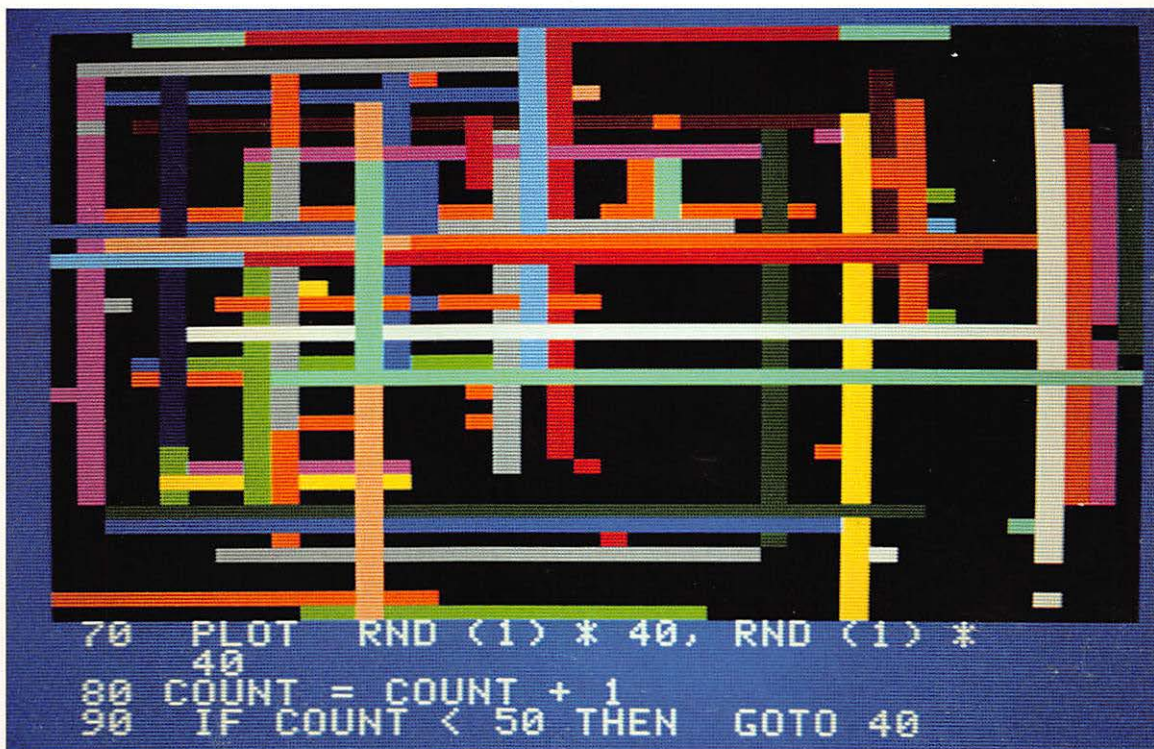 70 PLOT RND (1) * 40, RND (1) *
40
80 COUNT = COUNT + 1
90 IF COUNT < 50 THEN GOTO 40